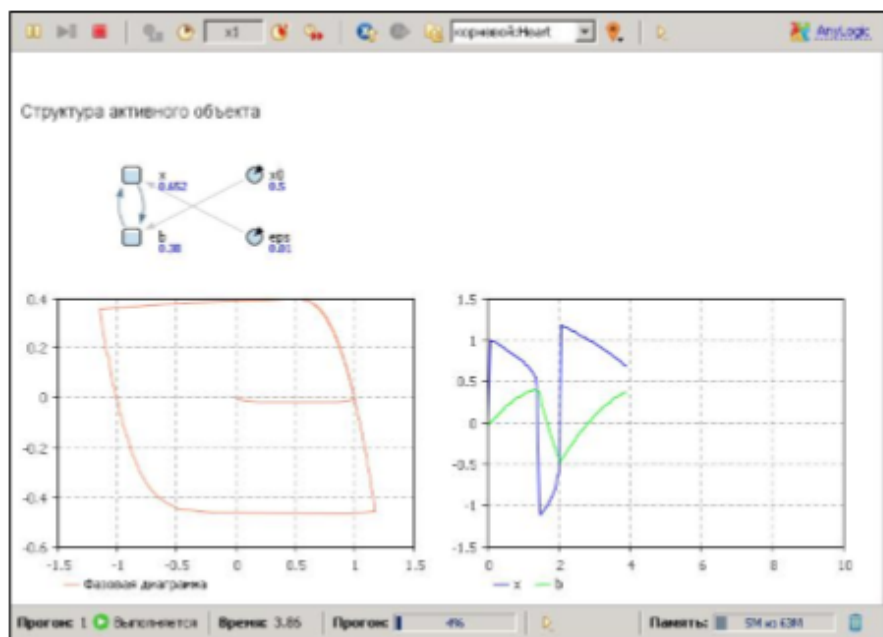 x1 корневой:Heart AnyLogic
Структура активного объекта
x x0
0.652 0.5
b eps
0.38 0.01
0.4 1.5
0.2 1
0 0.5
-0.2 0
-0.4 -0.5
-0.6 -1
-1.5
-1.5 -1 -0.5 0 0.5 1 1.5 0 2 4 6 8 10
Фазовая диаграмма x b
Прогон: 1 Выполняется Время: 3.86 Прогон: 4% Память: 5M из 63M